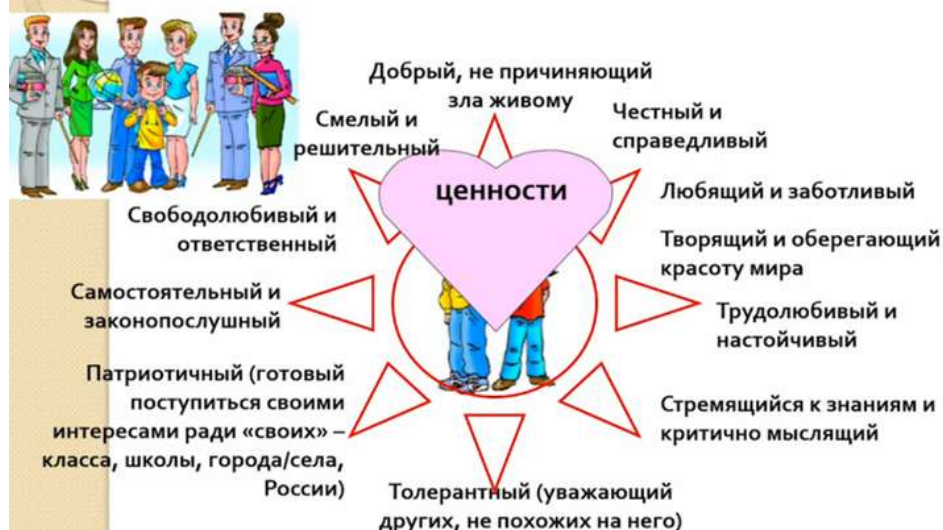 Добрый, не причиняющий
зла живому
Смелый и
решительный
Честный и
справедливый
ценности
Любящий и заботливый
Свободолюбивый и
ответственный
Творящий и оберегающий
красоту мира
Самостоятельный и
законопослушный
Трудолюбивый и
настойчивый
Патриотичный (готовый
поступиться своими
интересами ради «своих» –
класса, школы, города/села,
России)
Стремящийся к знаниям и
критично мыслящий
Толерантный (уважающий
других, не похожих на него)